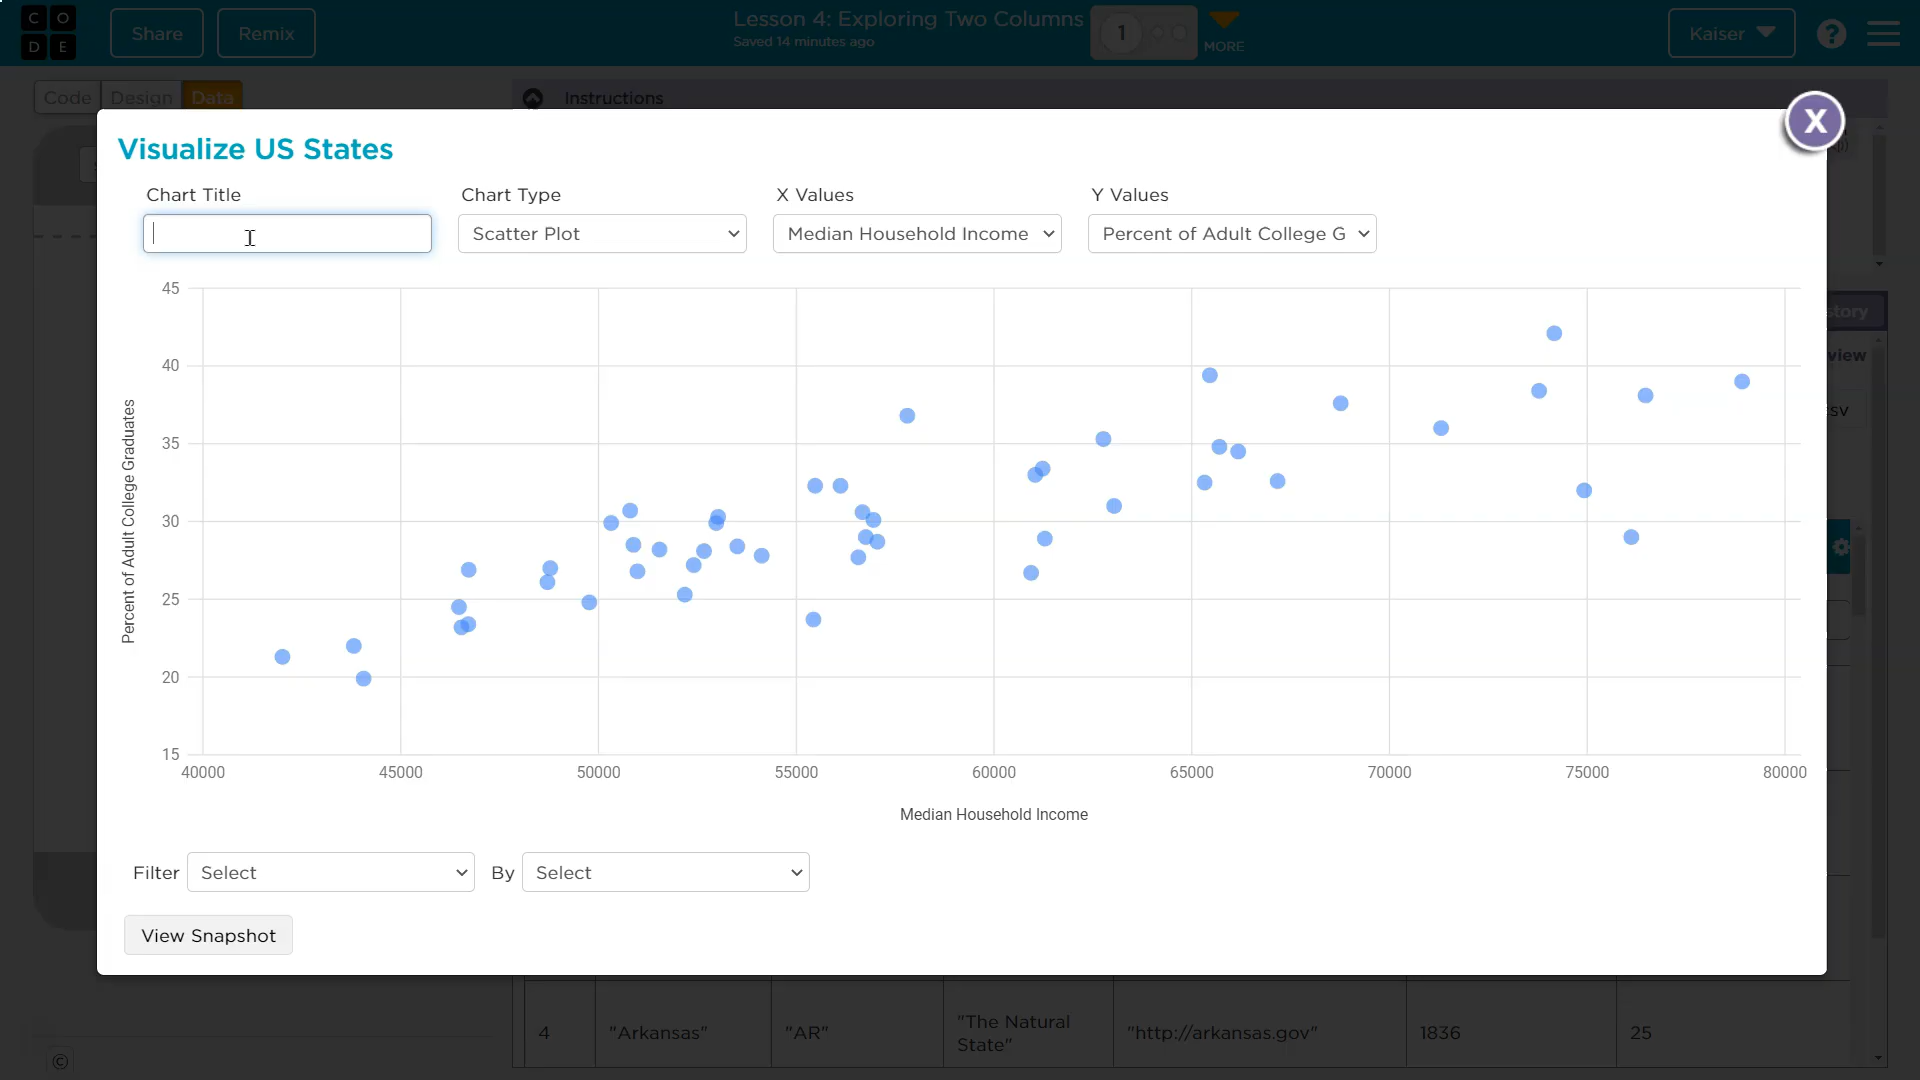 C O
D E
Share
Remix
Lesson 4: Exploring Two Columns
Saved 14 minutes ago
1
MORE
Kaiser
?
Code
Design
Data
Instructions
Visualize US States
X
Chart Title
Chart Type
X Values
Y Values
Scatter Plot
Median Household Income
Percent of Adult College G
45
40
35
30
25
20
15
Percent of Adult College Graduates
40000
45000
50000
55000
60000
65000
70000
75000
80000
Median Household Income
Filter
Select
By
Select
View Snapshot
story
view
sv
4
"Arkansas"
"AR"
"The Natural
State"
"http://arkansas.gov"
1836
25
©